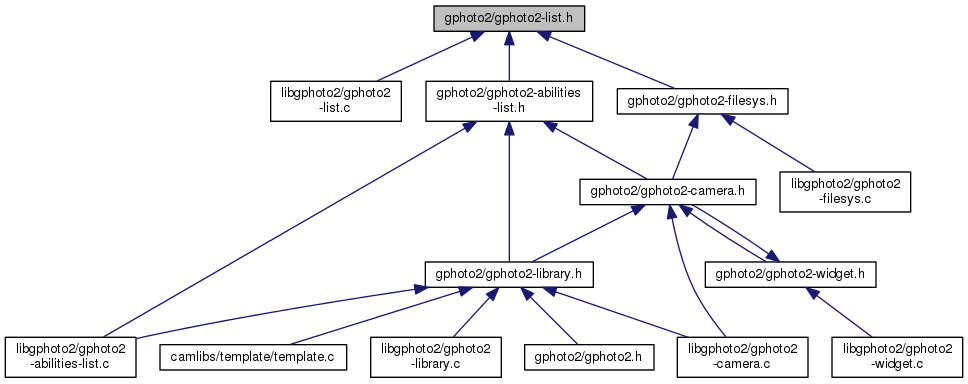 gphoto2/gphoto2-list.h
libgphoto2/gphoto2
-list.c
gphoto2/gphoto2-abilities
-list.h
gphoto2/gphoto2-filesys.h
gphoto2/gphoto2-camera.h
libgphoto2/gphoto2
-filesys.c
gphoto2/gphoto2-library.h
gphoto2/gphoto2-widget.h
libgphoto2/gphoto2
-abilities-list.c
camlibs/template/template.c
libgphoto2/gphoto2
-library.c
gphoto2/gphoto2.h
libgphoto2/gphoto2
-camera.c
libgphoto2/gphoto2
-widget.c